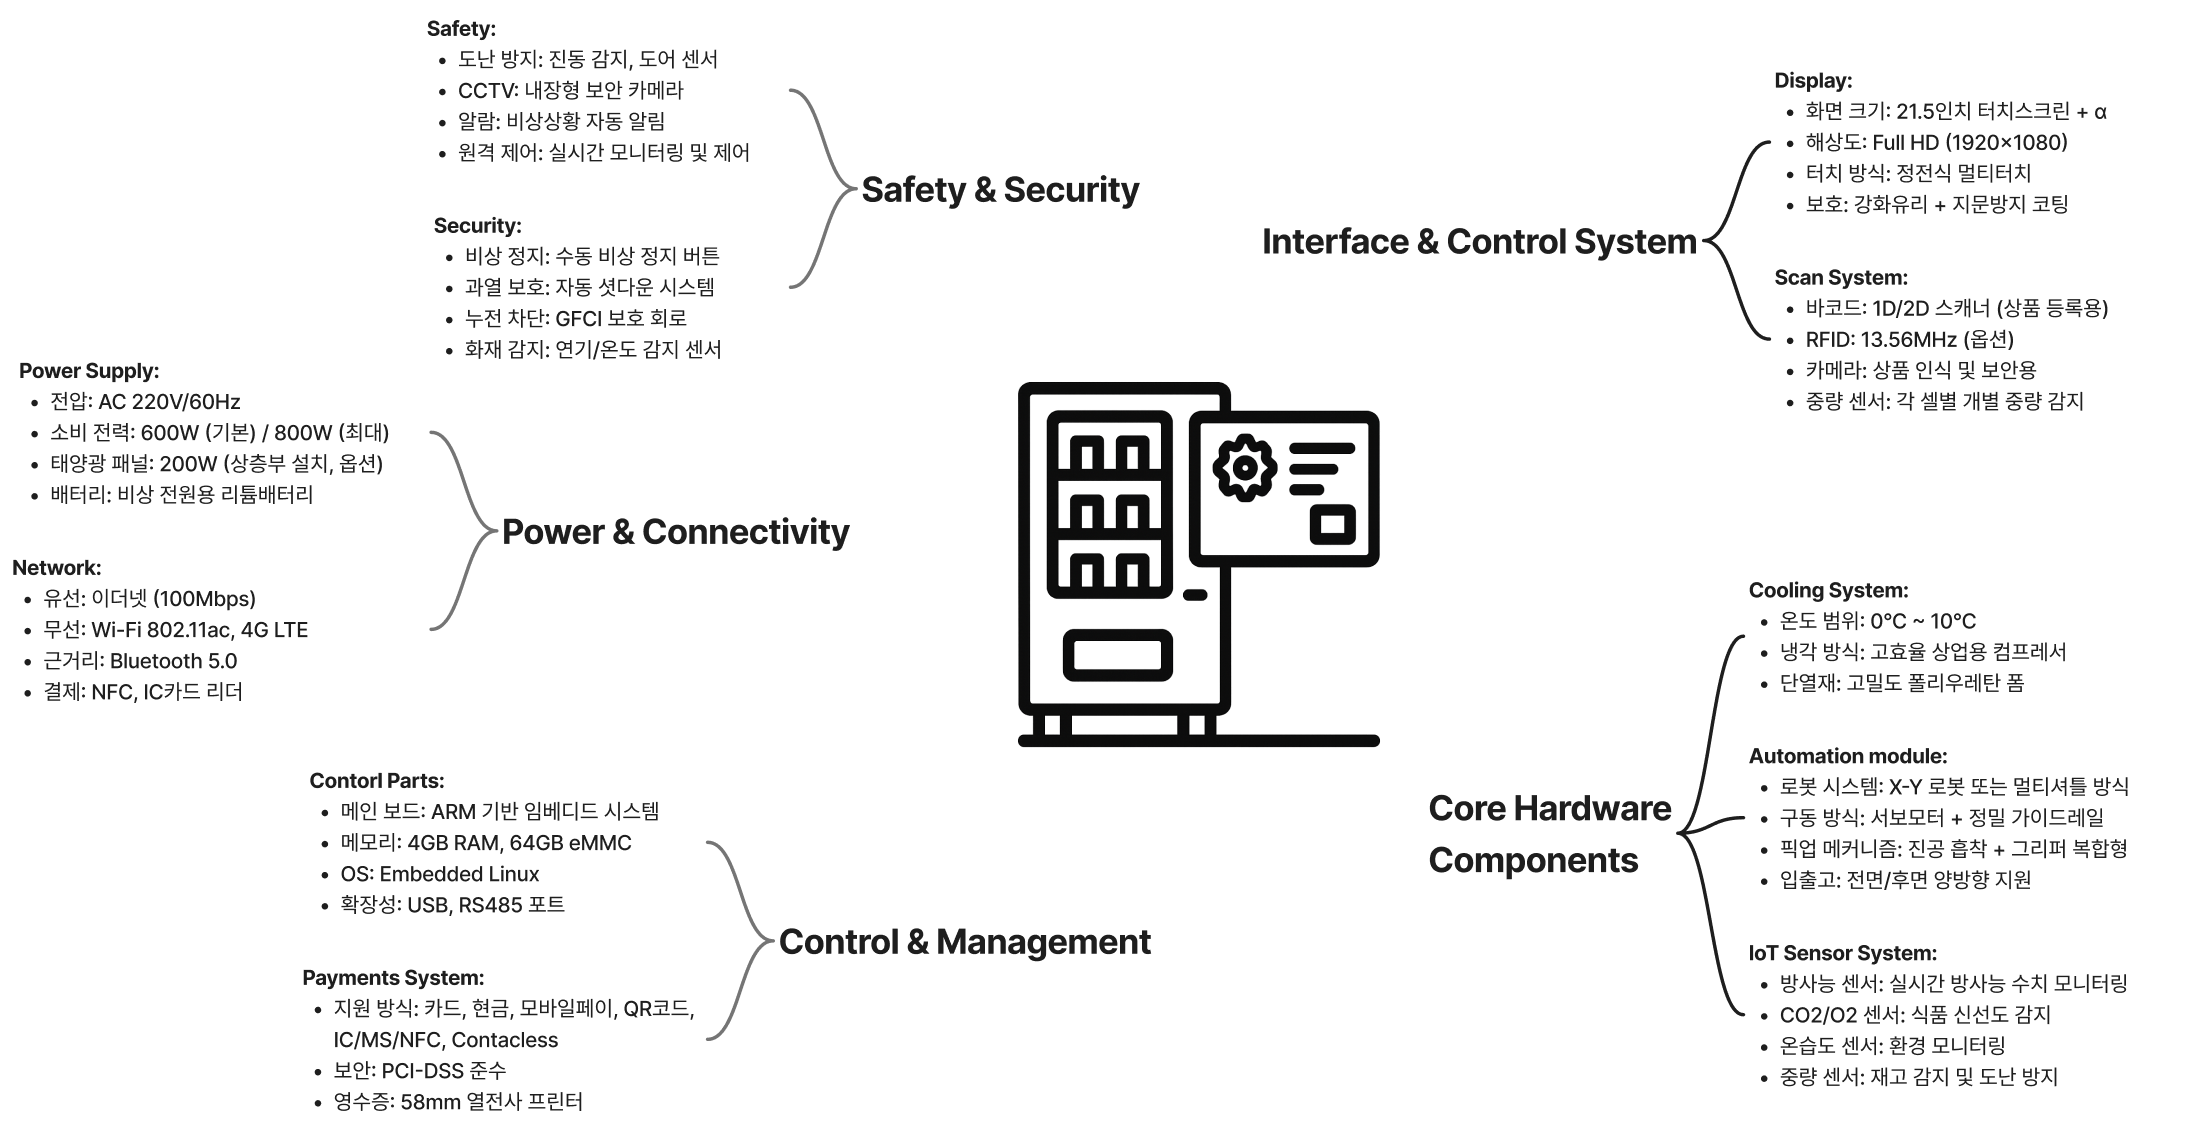 Safety:
• 도난 방지: 진동 감지, 도어 센서
• CCTV: 내장형 보안 카메라
• 알람: 비상상황 자동 알림
• 원격 제어: 실시간 모니터링 및 제어
Safety & Security
Security:
• 비상 정지: 수동 비상 정지 버튼
• 과열 보호: 자동 셧다운 시스템
• 누전 차단: GFCI 보호 회로
• 화재 감지: 연기/온도 감지 센서
Power Supply:
• 전압: AC 220V/60Hz
• 소비 전력: 600W (기본) / 800W (최대)
• 태양광 패널: 200W (상층부 설치, 옵션)
• 배터리: 비상 전원용 리튬배터리
Power & Connectivity
Network:
• 유선: 이더넷 (100Mbps)
• 무선: Wi-Fi 802.11ac, 4G LTE
• 근거리: Bluetooth 5.0
• 결제: NFC, IC카드 리더
Contorl Parts:
• 메인 보드: ARM 기반 임베디드 시스템
• 메모리: 4GB RAM, 64GB eMMC
• OS: Embedded Linux
• 확장성: USB, RS485 포트
Control & Management
Payments System:
• 지원 방식: 카드, 현금, 모바일페이, QR코드,
IC/MS/NFC, Contacless
• 보안: PCI-DSS 준수
• 영수증: 58mm 열전사 프린터
Display:
• 화면 크기: 21.5인치 터치스크린 + α
• 해상도: Full HD (1920×1080)
• 터치 방식: 정전식 멀티터치
• 보호: 강화유리 + 지문방지 코팅
Interface & Control System
Scan System:
• 바코드: 1D/2D 스캐너 (상품 등록용)
• RFID: 13.56MHz (옵션)
• 카메라: 상품 인식 및 보안용
• 중량 센서: 각 셀별 개별 중량 감지
Cooling System:
• 온도 범위: 0°C ~ 10°C
• 냉각 방식: 고효율 상업용 컴프레서
• 단열재: 고밀도 폴리우레탄 폼
Automation module:
• 로봇 시스템: X-Y 로봇 또는 멀티셔틀 방식
• 구동 방식: 서보모터 + 정밀 가이드레일
• 픽업 메커니즘: 진공 흡착 + 그리퍼 복합형
• 입출고: 전면/후면 양방향 지원
Core Hardware
Components
IoT Sensor System:
• 방사능 센서: 실시간 방사능 수치 모니터링
• CO2/O2 센서: 식품 신선도 감지
• 온습도 센서: 환경 모니터링
• 중량 센서: 재고 감지 및 도난 방지